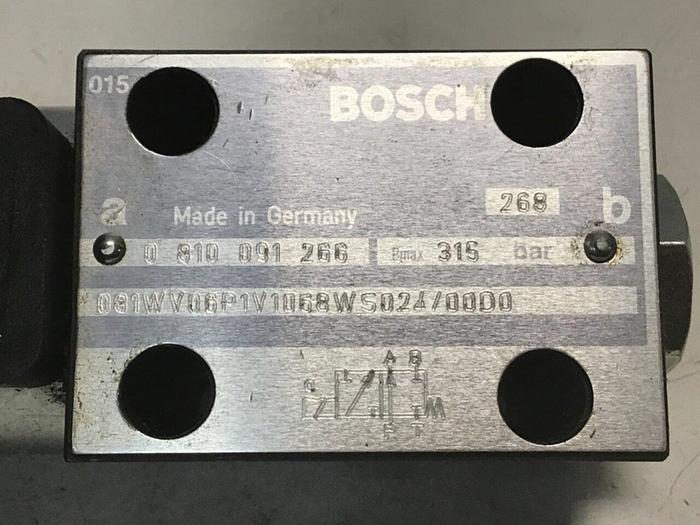 015
BOSCH
268
a
b
Made in Germany
0 810 091 266 Pmax 315 bar
081WV06P1V1068WS024/00D0
A B
P T